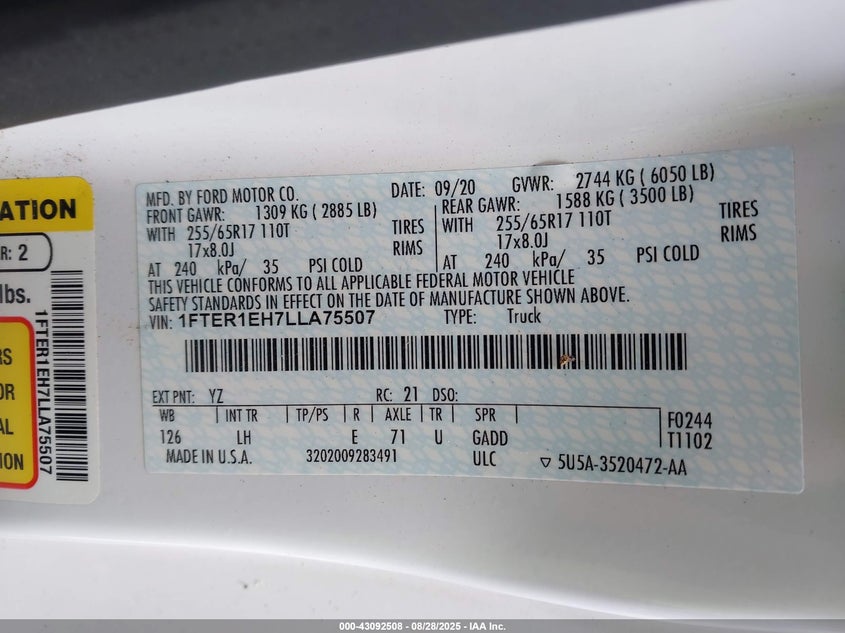 MFD. BY FORD MOTOR CO. DATE: 09/20 GVWR: 2744 KG ( 6050 LB)
FRONT GAWR: 1309 KG ( 2885 LB) REAR GAWR: 1588 KG ( 3500 LB)
WITH 255/65R17 110T TIRES WITH 255/65R17 110T TIRES
17x8.0J RIMS 17x8.0J RIMS
AT 240 kPa/ 35 PSI COLD AT 240 kPa/ 35 PSI COLD
THIS VEHICLE CONFORMS TO ALL APPLICABLE FEDERAL MOTOR VEHICLE
SAFETY STANDARDS IN EFFECT ON THE DATE OF MANUFACTURE SHOWN ABOVE.
VIN: 1FTER1EH7LLA75507 TYPE: Truck
EXT PNT: YZ RC: 21 DSO:
WB INT TR TP/PS R AXLE TR SPR F0244
126 LH E 71 U GADD T1102
MADE IN U.S.A. 3202009283491 ULC ▽ 5U5A-3520472-AA
ATION
R: 2
lbs.
RS
OR
AL
ION
1FTER1EH7LLA75507
000-43092508 - 08/28/2025 - IAA Inc.